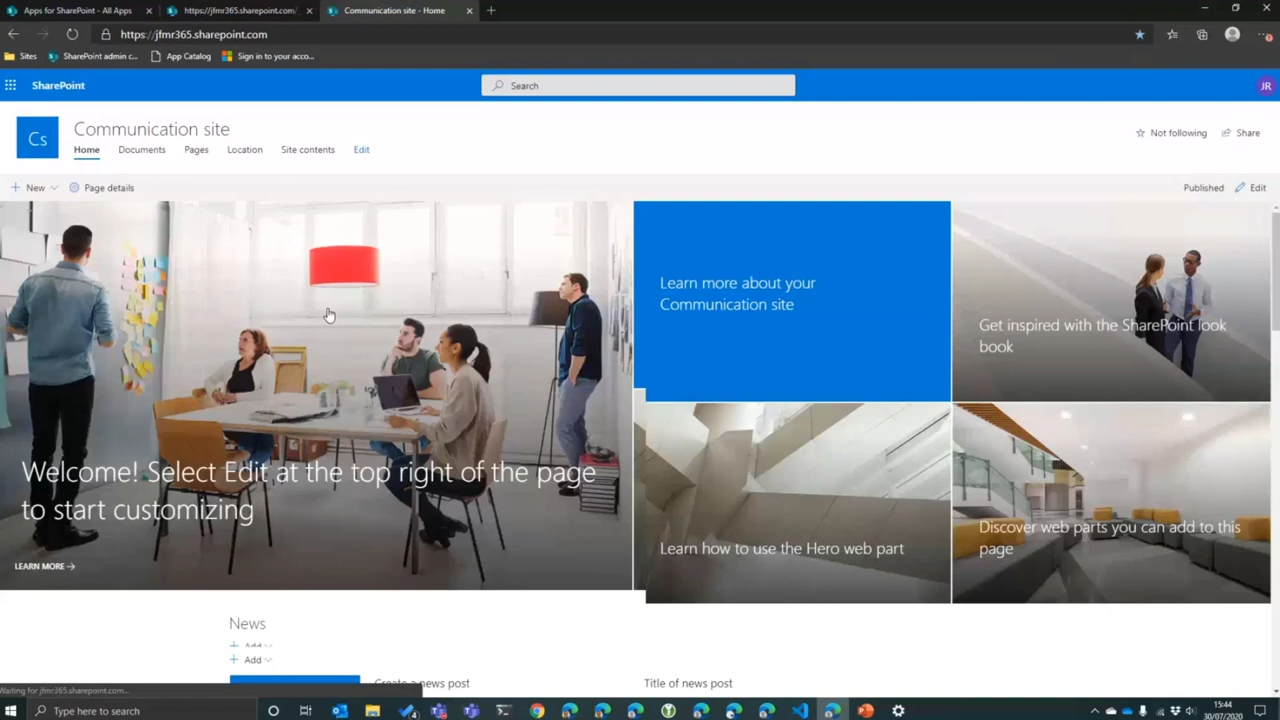 Apps for SharePoint - All Apps
https://jfmr365.sharepoint.com/
Communication site - Home
https://jfmr365.sharepoint.com
Sites
SharePoint admin c...
App Catalog
Sign in to your acco...
SharePoint
Search
JR
Cs
Communication site
Home
Documents
Pages
Location
Site contents
Edit
Not following
Share
New
Page details
Published
Edit
Welcome! Select Edit at the top right of the page
to start customizing
LEARN MORE
Learn more about your
Communication site
Get inspired with the SharePoint look
book
Learn how to use the Hero web part
Discover web parts you can add to this
page
News
Add
Add
Create a news post
Title of news post
Waiting for jfmr365.sharepoint.com...
Type here to search
15:44
30/07/2020